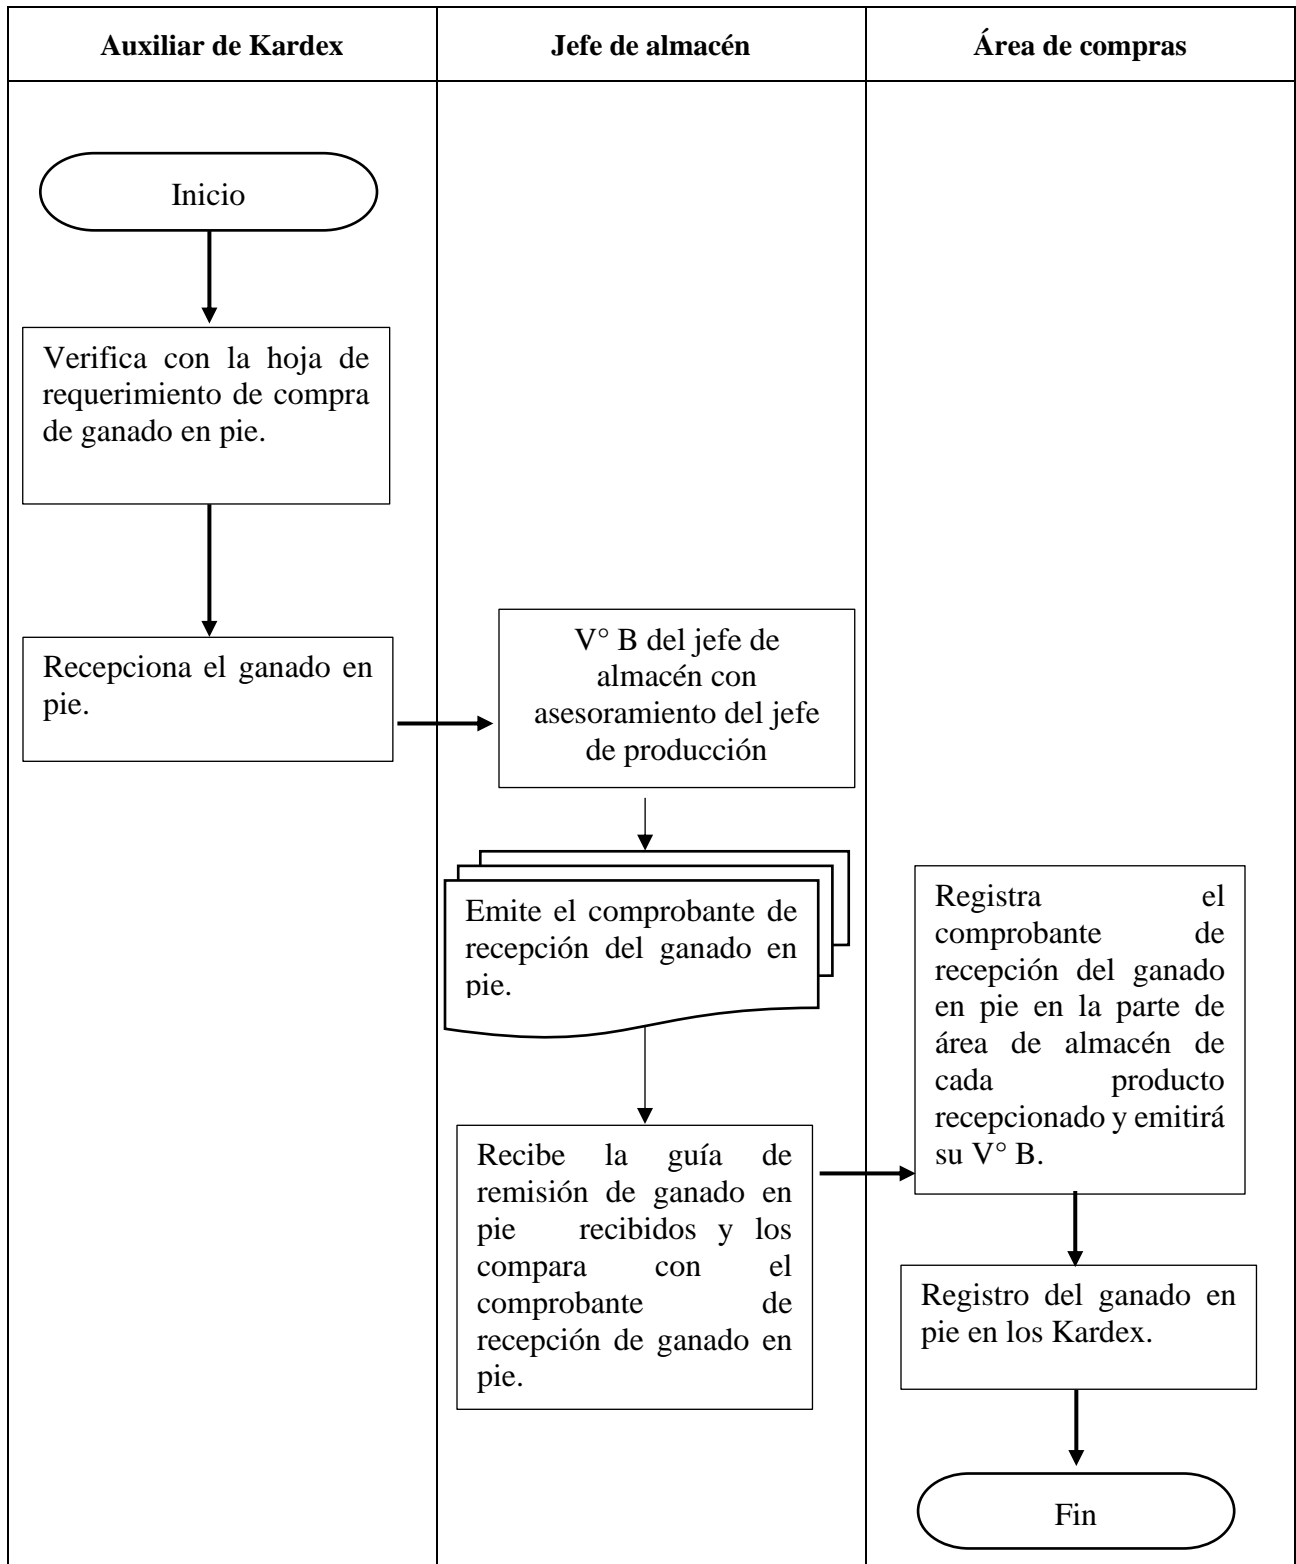 Auxiliar de Kardex
Jefe de almacén
Área de compras
Inicio
Verifica con la hoja de
requerimiento de compra
de ganado en pie.
Recepciona el ganado en
pie.
V° B del jefe de
almacén con
asesoramiento del jefe
de producción
Emite el comprobante de
recepción del ganado en
pie.
Recibe la guía de
remisión de ganado en
pie recibidos y los
compara con el
comprobante de
recepción de ganado en
pie.
Registra el
comprobante de
recepción del ganado
en pie en la parte de
área de almacén de
cada producto
recepcionado y emitirá
su V° B.
Registro del ganado en
pie en los Kardex.
Fin